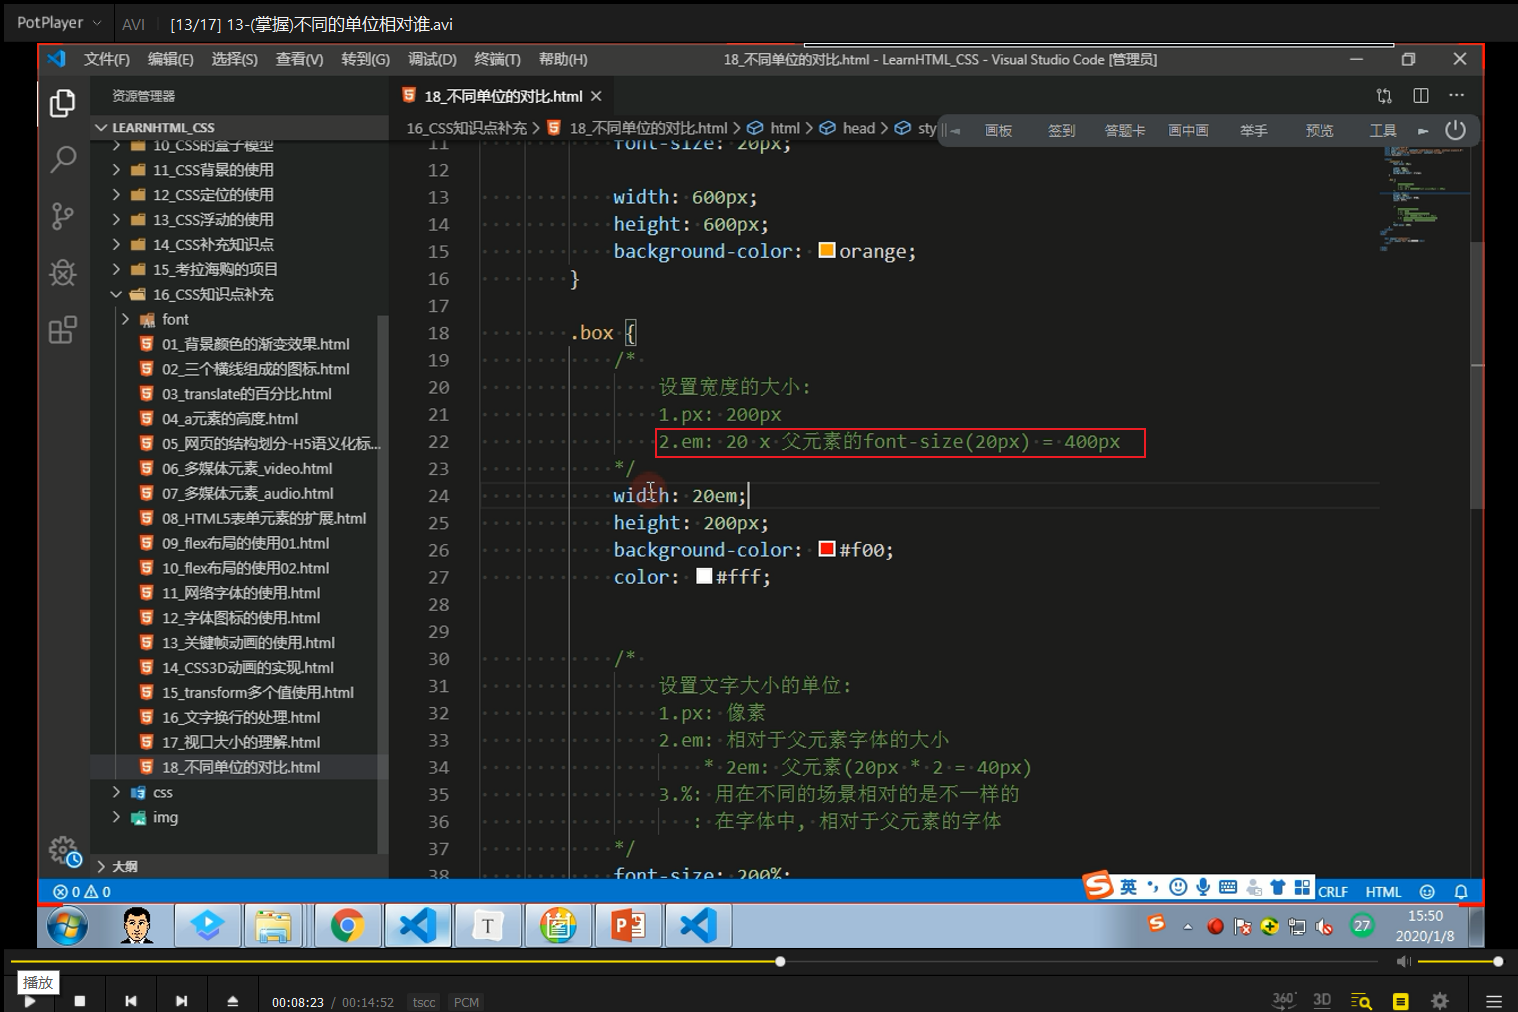 PotPlayer
AVI
[13/17] 13-(掌握)不同的单位相对谁.avi
文件(F) 编辑(E) 选择(S) 查看(V) 转到(G) 调试(D) 终端(T) 帮助(H)
18_不同单位的对比.html - LearnHTML_CSS - Visual Studio Code [管理员]
资源管理器
LEARNHTML_CSS
10_CSS的盒子模型
11_CSS背景的使用
12_CSS定位的使用
13_CSS浮动的使用
14_CSS补充知识点
15_考拉海购的项目
16_CSS知识点补充
font
01_背景颜色的渐变效果.html
02_三个横线组成的图标.html
03_translate的百分比.html
04_a元素的高度.html
05_网页的结构划分-H5语义化标...
06_多媒体元素_video.html
07_多媒体元素_audio.html
08_HTML5表单元素的扩展.html
09_flex布局的使用01.html
10_flex布局的使用02.html
11_网络字体的使用.html
12_字体图标的使用.html
13_关键帧动画的使用.html
14_CSS3D动画的实现.html
15_transform多个值使用.html
16_文字换行的处理.html
17_视口大小的理解.html
18_不同单位的对比.html
css
img
大纲
18_不同单位的对比.html
16_CSS知识点补充 > 18_不同单位的对比.html > html > head > sty
画板 签到 答题卡 画中画 举手 预览 工具
11 font-size: 20px;
12
13 width: 600px;
14 height: 600px;
15 background-color: orange;
16 }
17
18 .box {
19 /*
20 设置宽度的大小:
21 1.px: 200px
22 2.em: 20 x 父元素的font-size(20px) = 400px
23 */
24 width: 20em;
25 height: 200px;
26 background-color: #f00;
27 color: #fff;
28
29
30 /*
31 设置文字大小的单位:
32 1.px: 像素
33 2.em: 相对于父元素字体的大小
34 * 2em: 父元素(20px * 2 = 40px)
35 3.%: 用在不同的场景相对的是不一样的
36 : 在字体中, 相对于父元素的字体
37 */
38 font-size: 200%;
0 0
英
CRLF HTML
27
15:50
2020/1/8
播放
00:08:23 / 00:14:52 tscc PCM
360° 3D